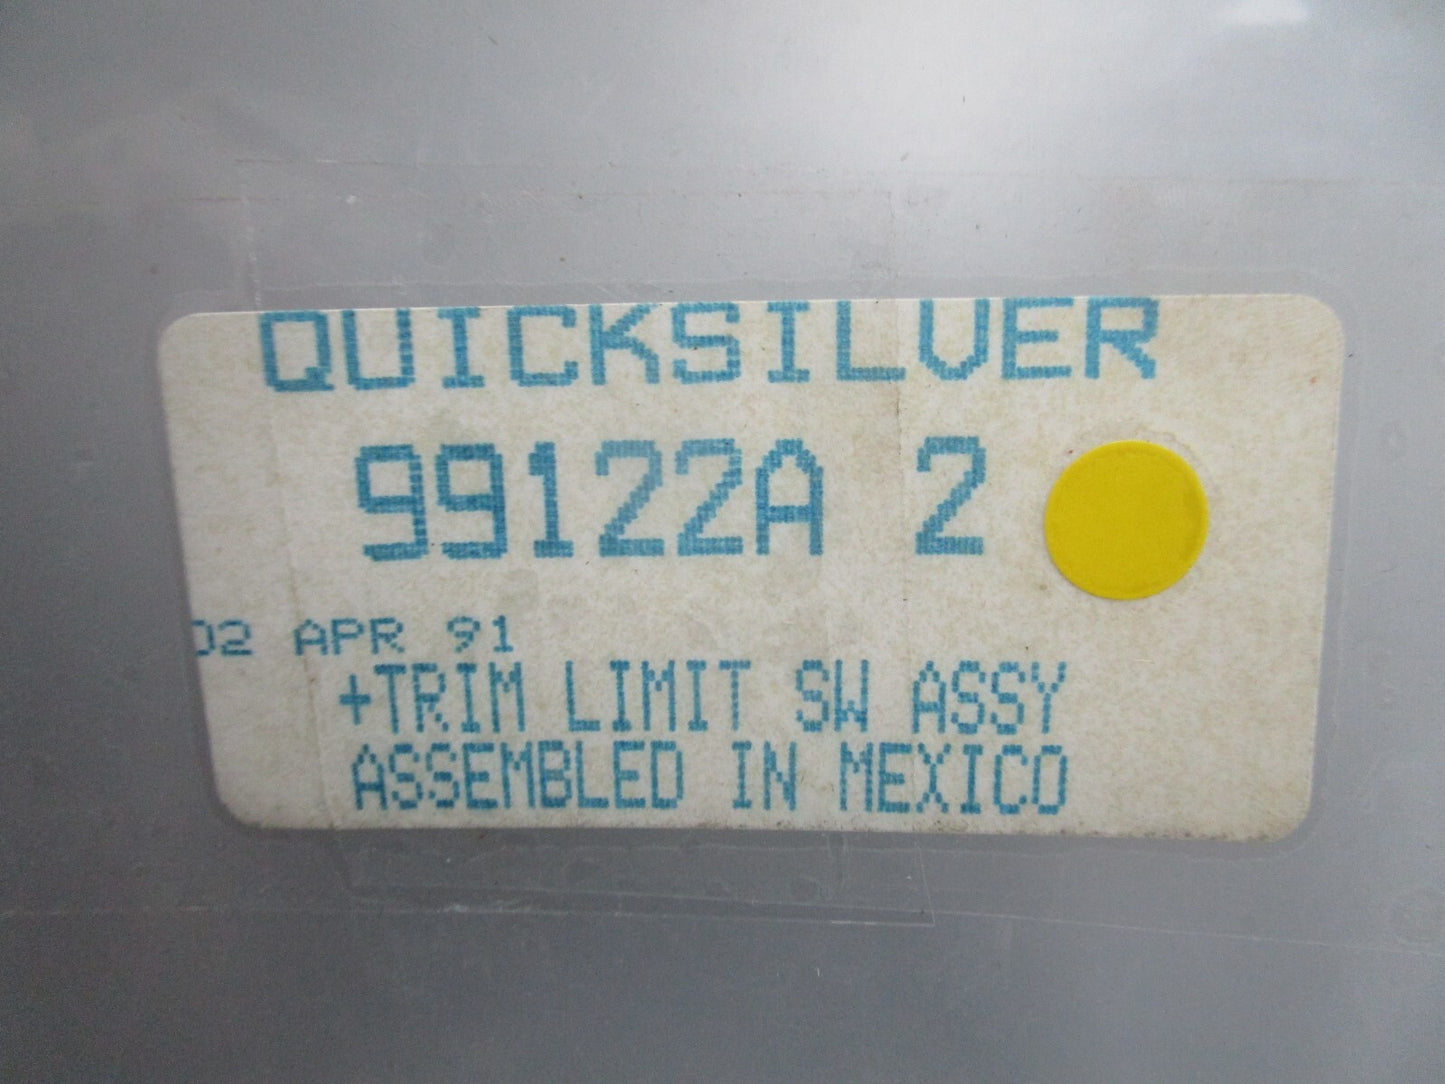 QUICKSILVER
99122A 2
02 APR 91
+TRIM LIMIT SW ASSY
ASSEMBLED IN MEXICO